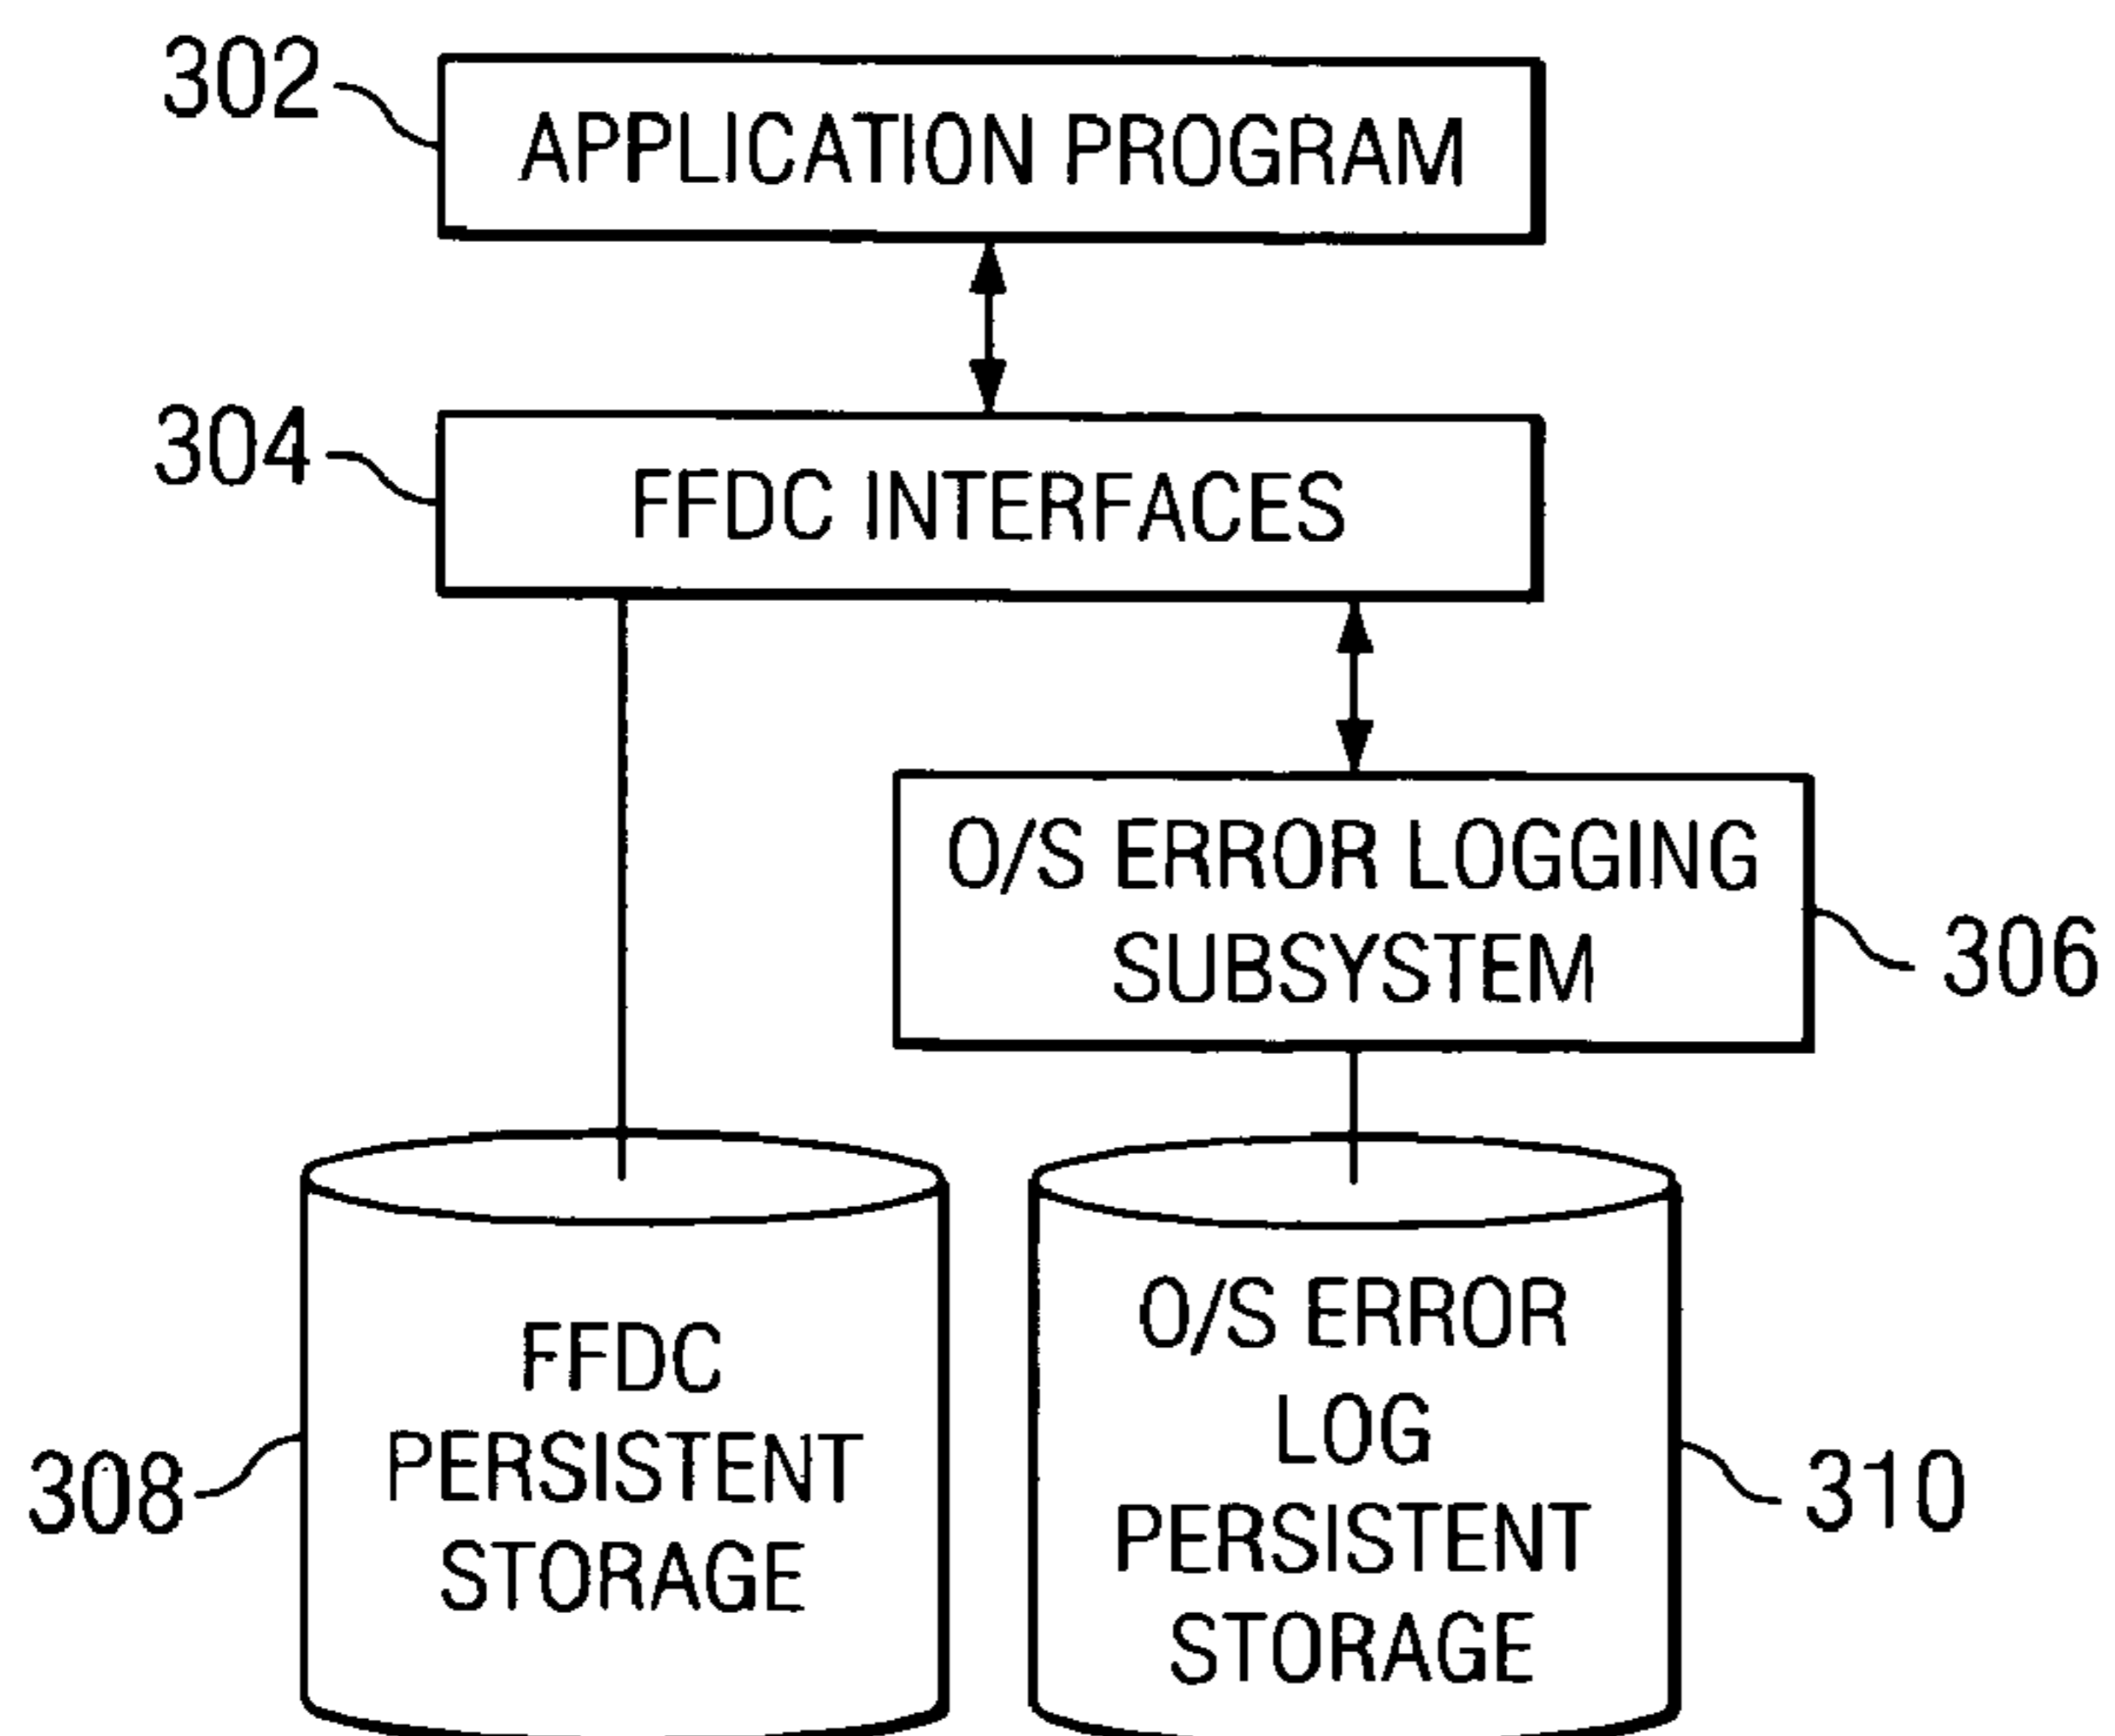 302
APPLICATION PROGRAM
304
FFDC INTERFACES
O/S ERROR LOGGING
SUBSYSTEM
306
FFDC
PERSISTENT
STORAGE
308
O/S ERROR
LOG
PERSISTENT
STORAGE
310